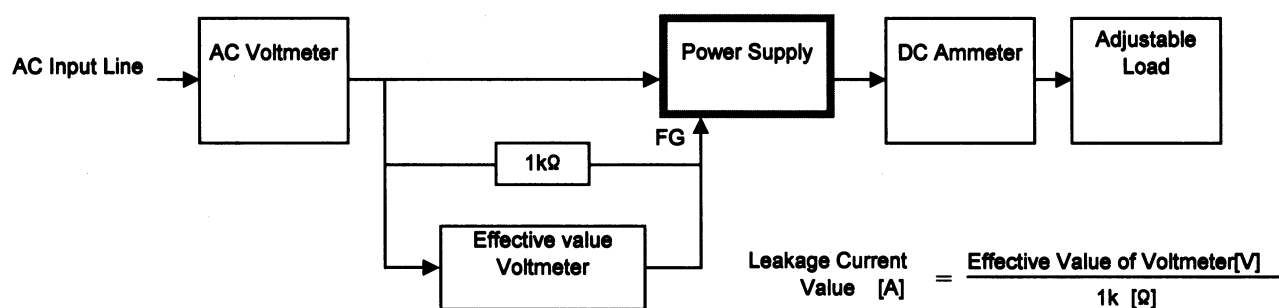 AC Input Line
AC Voltmeter
Power Supply
DC Ammeter
Adjustable
Load
FG
1kΩ
Effective value
Voltmeter
Leakage Current
Value [A]
=
Effective Value of Voltmeter[V]
1k [Ω]